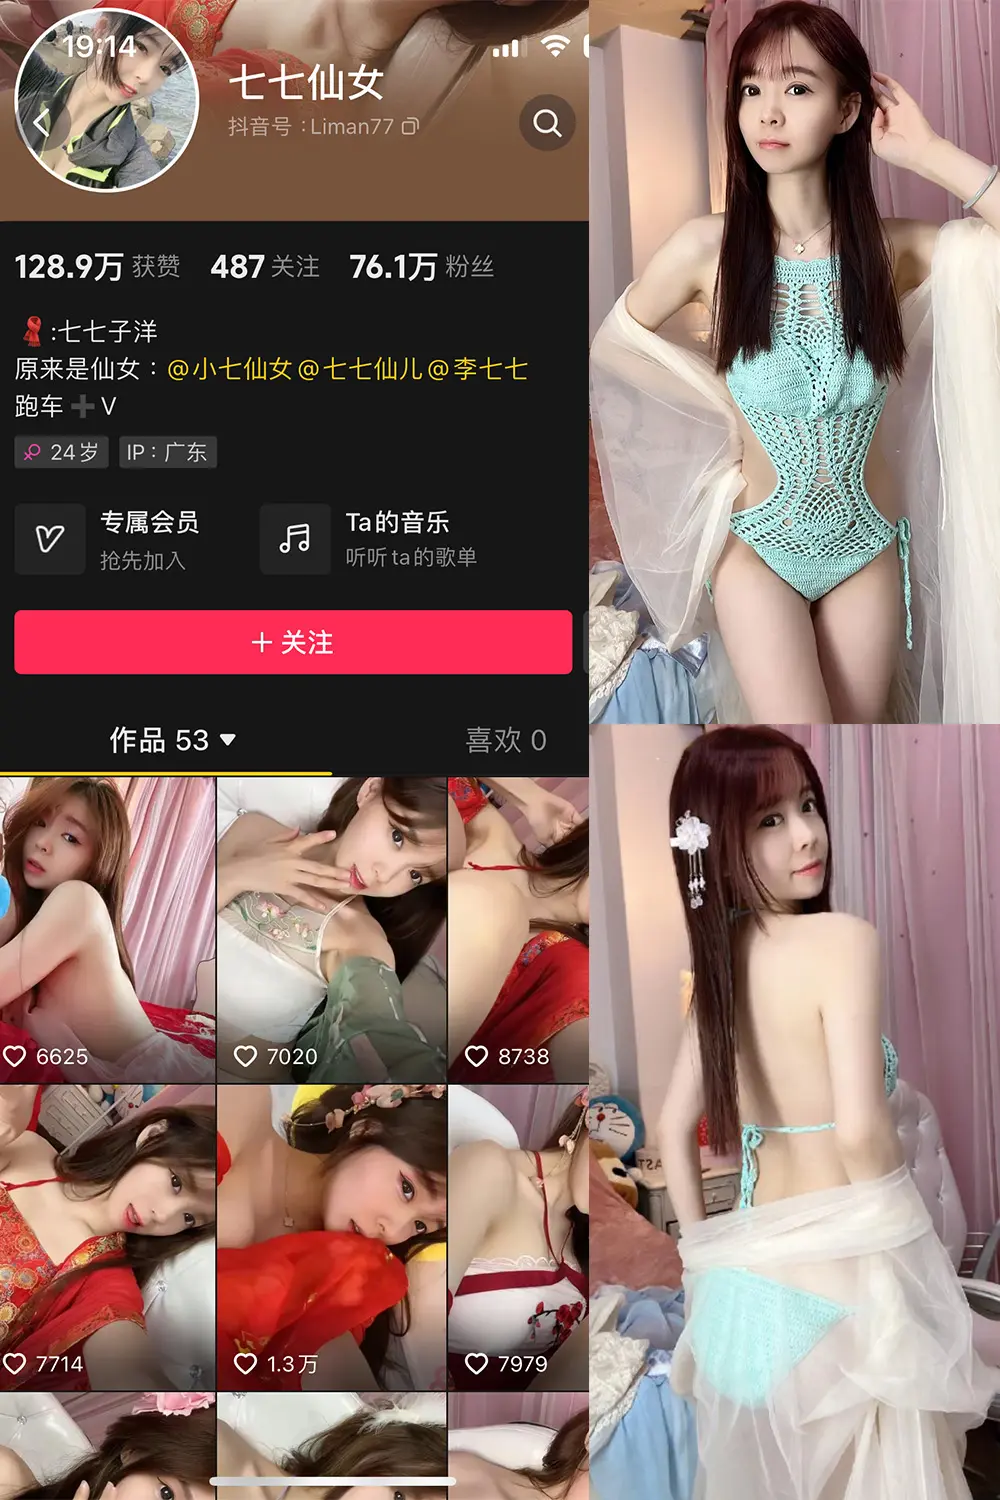 19:14
七七仙女
抖音号：Liman77
128.9万 获赞 487 关注 76.1万 粉丝
:七七子洋
原来是仙女：@小七仙女@七七仙儿@李七七
跑车➕V
24岁 IP：广东
专属会员
抢先加入
Ta的音乐
听听ta的歌单
+ 关注
作品 53 喜欢 0
6625 7020 8738
7714 1.3万 7979